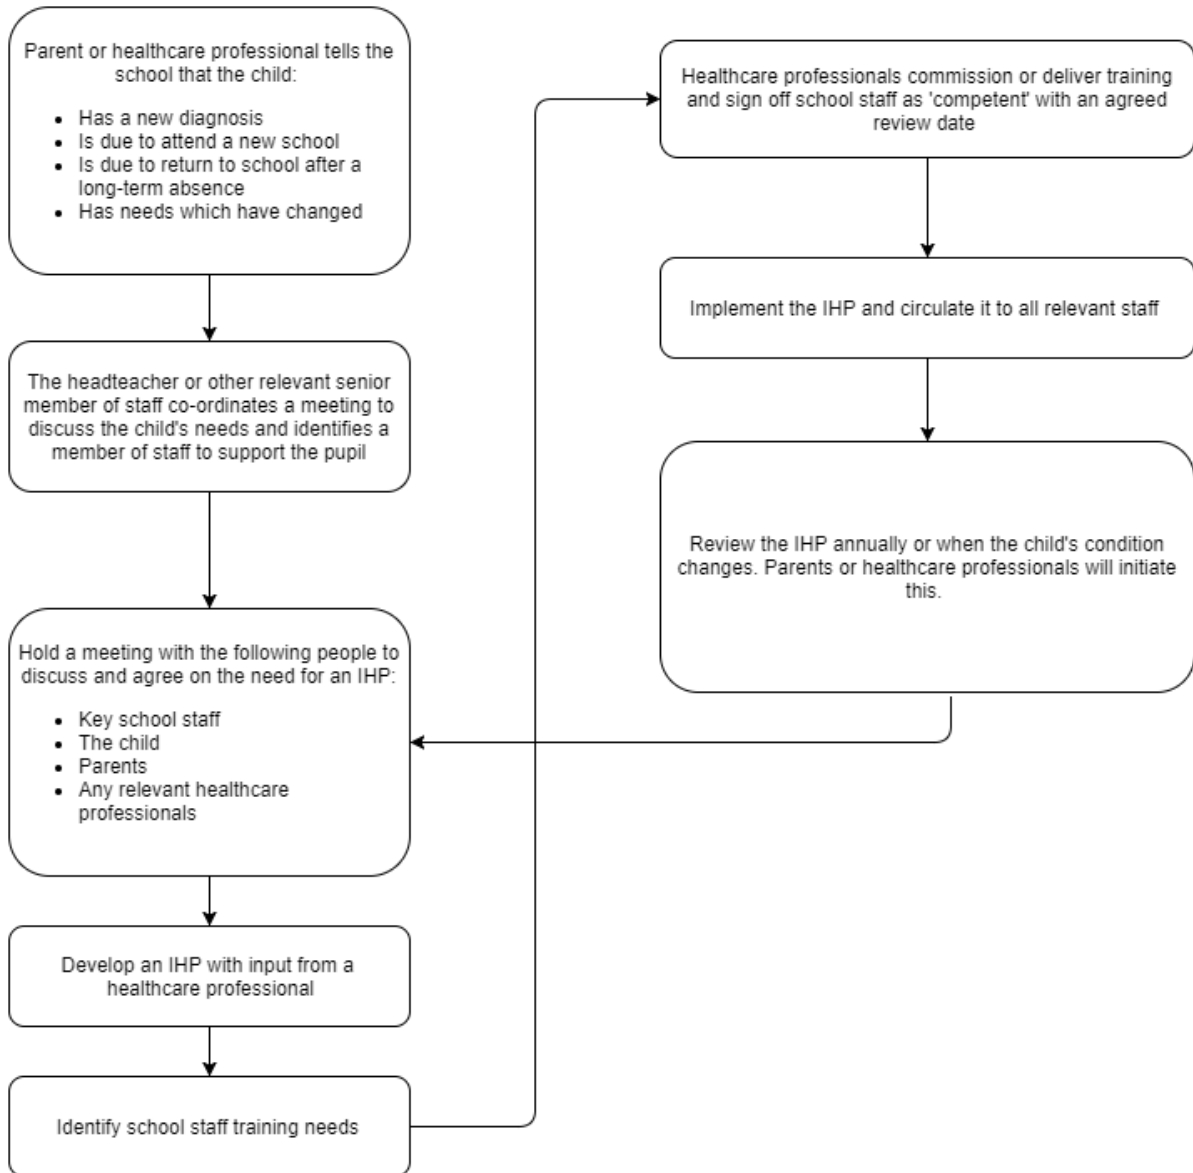 Parent or healthcare professional tells the
school that the child:
• Has a new diagnosis
• Is due to attend a new school
• Is due to return to school after a
long-term absence
• Has needs which have changed
The headteacher or other relevant senior
member of staff co-ordinates a meeting to
discuss the child's needs and identifies a
member of staff to support the pupil
Hold a meeting with the following people to
discuss and agree on the need for an IHP:
• Key school staff
• The child
• Parents
• Any relevant healthcare
professionals
Develop an IHP with input from a
healthcare professional
Identify school staff training needs
Healthcare professionals commission or deliver training
and sign off school staff as 'competent' with an agreed
review date
Implement the IHP and circulate it to all relevant staff
Review the IHP annually or when the child's condition
changes. Parents or healthcare professionals will initiate
this.